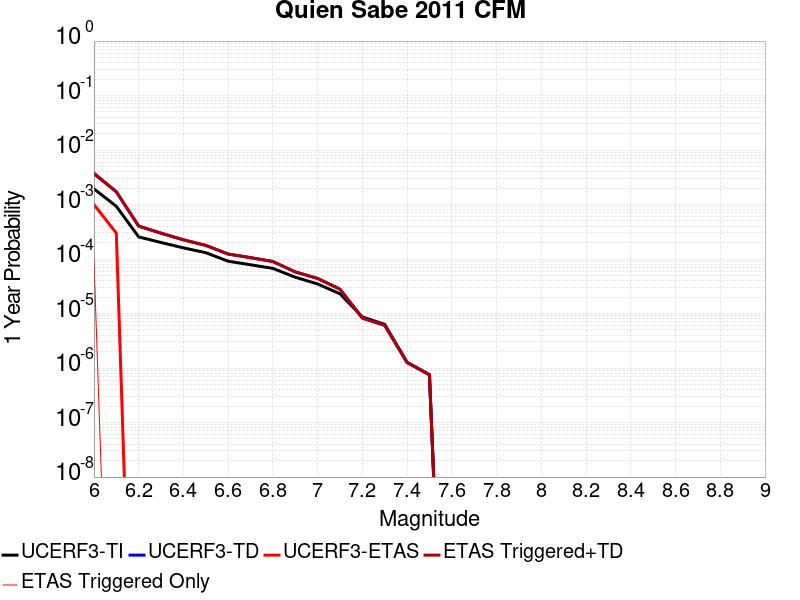 Quien Sabe 2011 CFM
10^0
10^-1
10^-2
10^-3
10^-4
10^-5
10^-6
10^-7
10^-8
1 Year Probability
6 6.2 6.4 6.6 6.8 7 7.2 7.4 7.6 7.8 8 8.2 8.4 8.6 8.8 9
Magnitude
UCERF3-TI UCERF3-TD UCERF3-ETAS ETAS Triggered+TD
ETAS Triggered Only